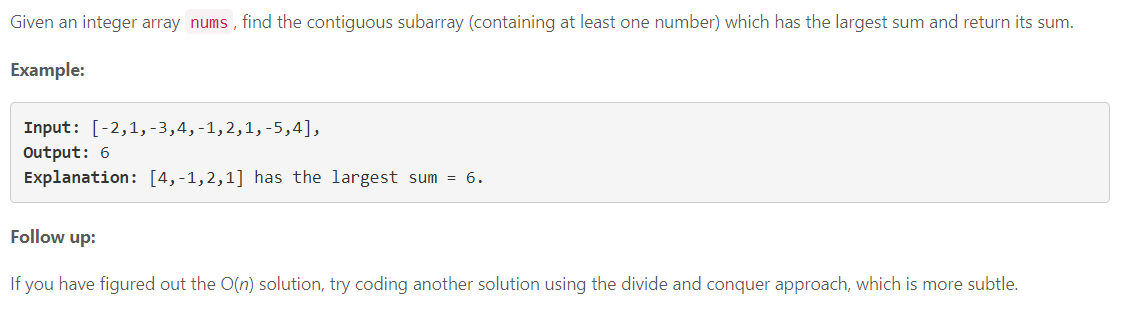 Given an integer array nums , find the contiguous subarray (containing at least one number) which has the largest sum and return its sum.
Example:
Input: [-2,1,-3,4,-1,2,1,-5,4],
Output: 6
Explanation: [4,-1,2,1] has the largest sum = 6.
Follow up:
If you have figured out the O(n) solution, try coding another solution using the divide and conquer approach, which is more subtle.